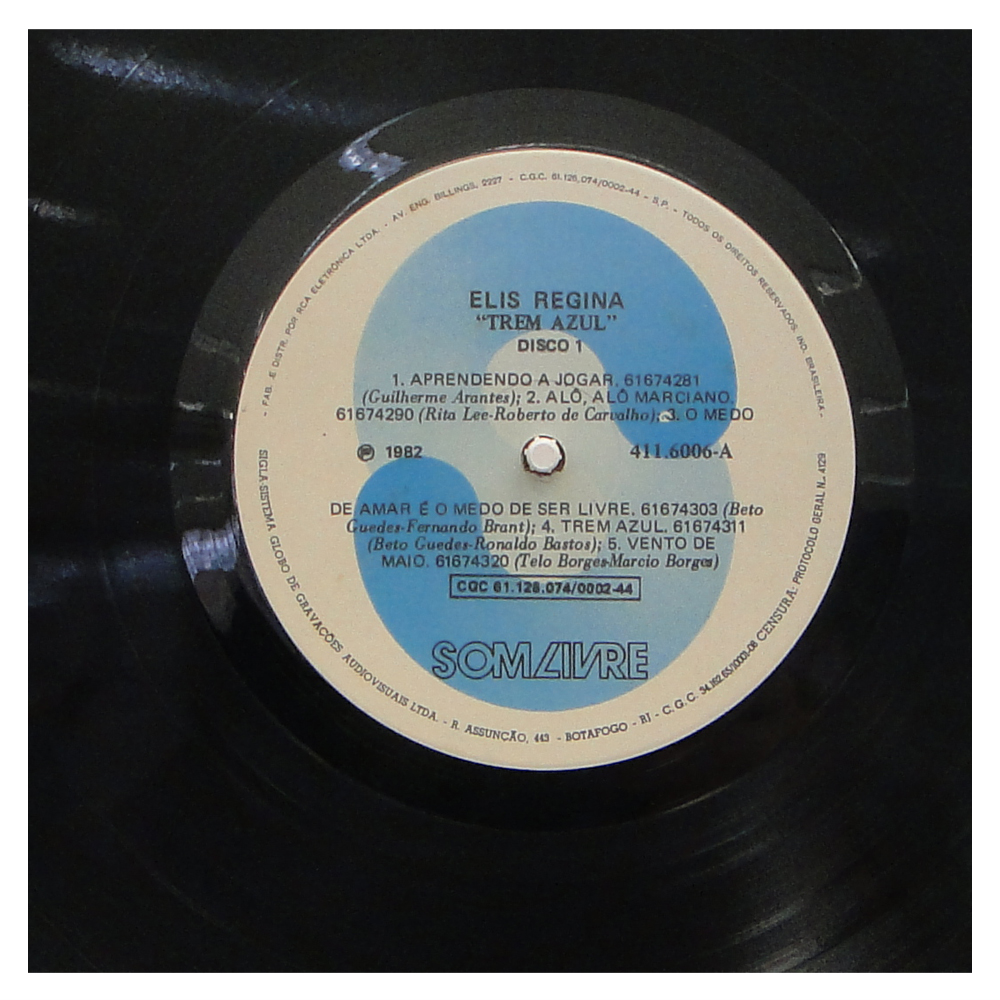 - FAB. E DISTR. POR RCA ELETRÔNICA LTDA. - AV. ENG. BILLINGS, 2227 - C.G.C. 61.128.074/0002-44 - S.P. - TODOS OS DIREITOS RESERVADOS. IND. BRASILEIRA -
ELIS REGINA
“TREM AZUL”
DISCO 1
1. APRENDENDO A JOGAR. 61674281
(Guilherme Arantes); 2. ALÔ, ALÔ MARCIANO.
61674290 (Rita Lee-Roberto de Carvalho); 3. O MEDO
℗ 1982
411.6006-A
DE AMAR É O MEDO DE SER LIVRE. 61674303 (Beto
Guedes-Fernando Brant); 4. TREM AZUL. 61674311
(Beto Guedes-Ronaldo Bastos); 5. VENTO DE
MAIO. 61674320 (Telo Borges-Marcio Borges)
CGC 61.128.074/0002-44
SOM LIVRE
SIGLA-SISTEMA GLOBO DE GRAVAÇÕES AUDIOVISUAIS LTDA. - R. ASSUNÇÃO, 443 - BOTAFOGO - RJ - C.G.C. 34.162.651/0001-08 CENSURA: PROTOCOLO GERAL N. 4129